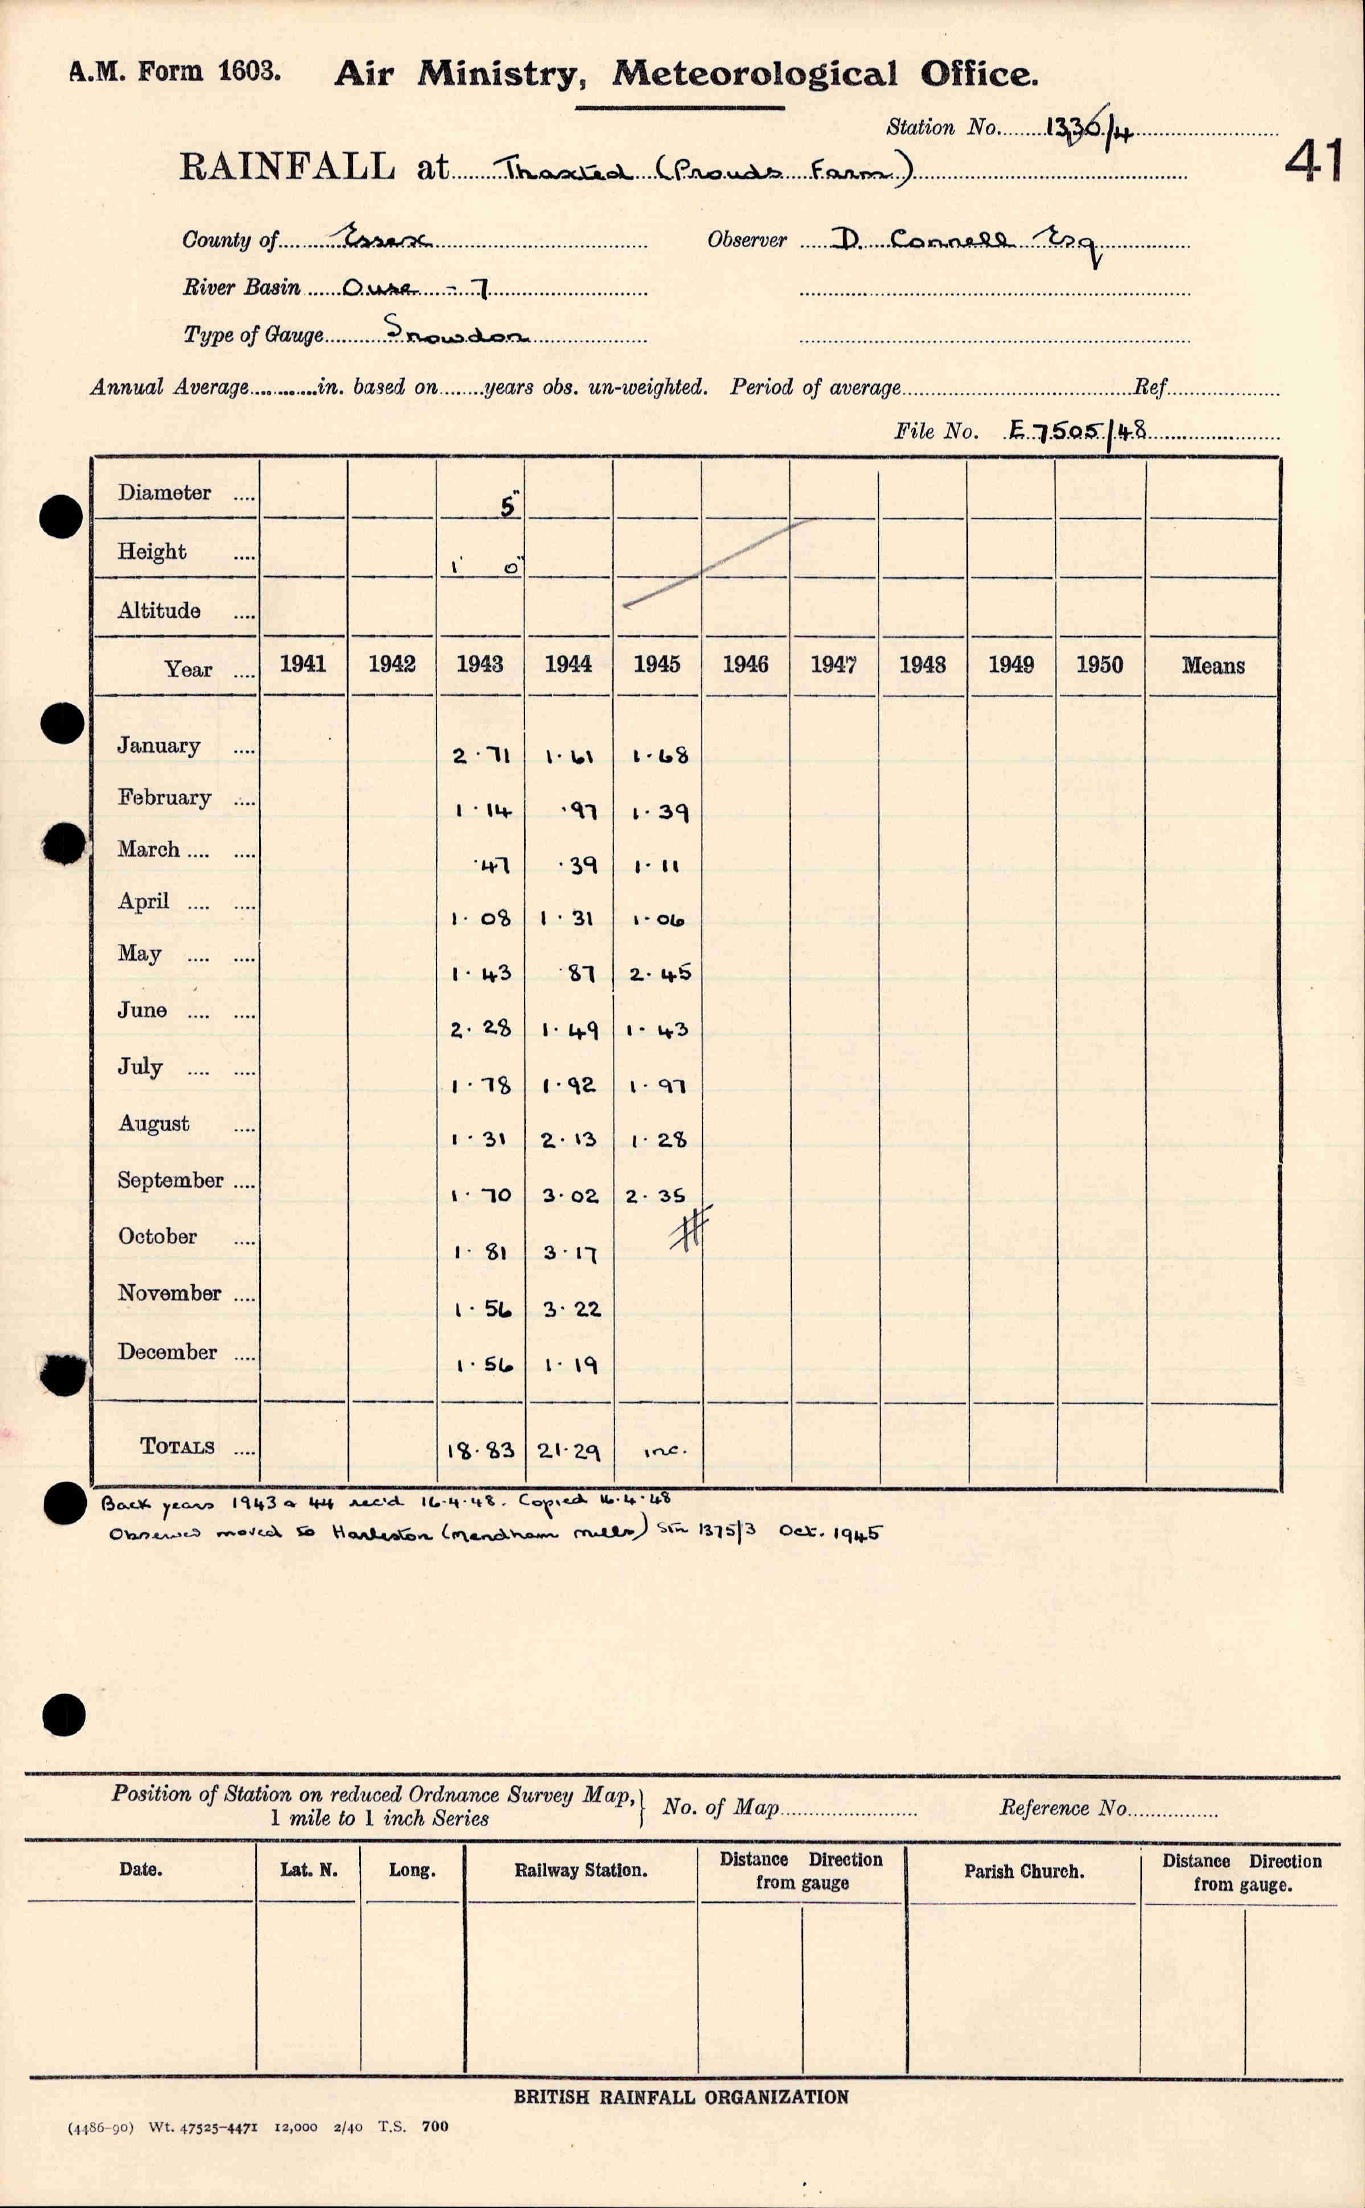 A.M. Form 1603. Air Ministry, Meteorological Office.
Station No. 1336/4
41
RAINFALL at Thaxted (Prouds Farm)
County of Essex Observer D. Connell Esq
River Basin Ouse - 7
Type of Gauge Snowdon
Annual Average............in. based on........years obs. un-weighted. Period of average Ref.
File No. E7505/48
Diameter .... 5"
Height .... 1' 0"
Altitude ....
Year .... 1941 1942 1943 1944 1945 1946 1947 1948 1949 1950 Means
January .... 2·71 1·61 1·68
February .... 1·14 ·97 1·39
March .... .... ·47 ·39 1·11
April .... .... 1·08 1·31 1·06
May .... .... 1·43 ·87 2·45
June .... .... 2·28 1·49 1·43
July .... .... 1·78 1·92 1·97
August .... 1·31 2·13 1·28
September .... 1·70 3·02 2·35
October .... 1·81 3·17
November .... 1·56 3·22
December .... 1·56 1·19
TOTALS .... 18·83 21·29 inc.
Back years 1943 & 44 rec'd 16·4·48. Copied 16·4·48
Observer moved to Harleston (Mendham Mills) Stn 1375/3 Oct. 1945
Position of Station on reduced Ordnance Survey Map, } No. of Map Reference No.
1 mile to 1 inch Series
Date. Lat. N. Long. Railway Station. Distance Direction from gauge Parish Church. Distance Direction from gauge.
BRITISH RAINFALL ORGANIZATION
(4486-90) Wt. 47525-4471 12,000 2/40 T.S. 700